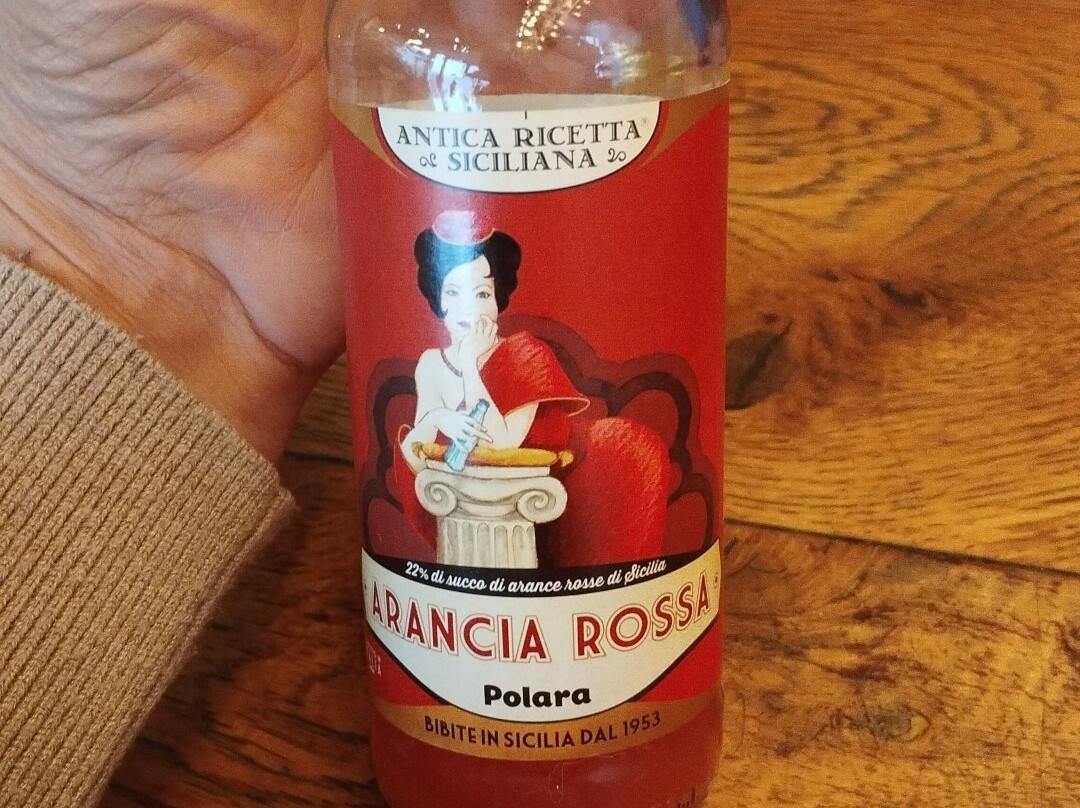 ANTICA RICETTA
SICILIANA
22% di succo di arance rosse di Sicilia
ARANCIA ROSSA
Polara
BIBITE IN SICILIA DAL 1953